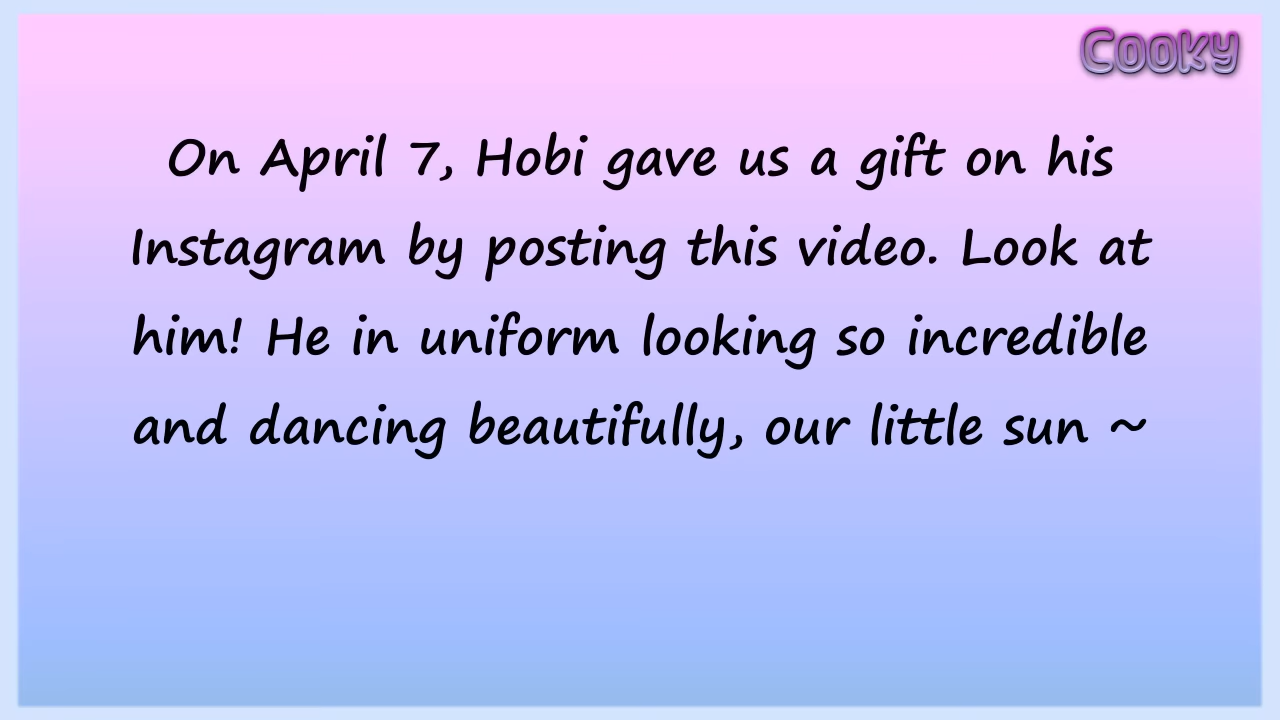 Cooky
On April 7, Hobi gave us a gift on his
Instagram by posting this video. Look at
him! He in uniform looking so incredible
and dancing beautifully, our little sun ~